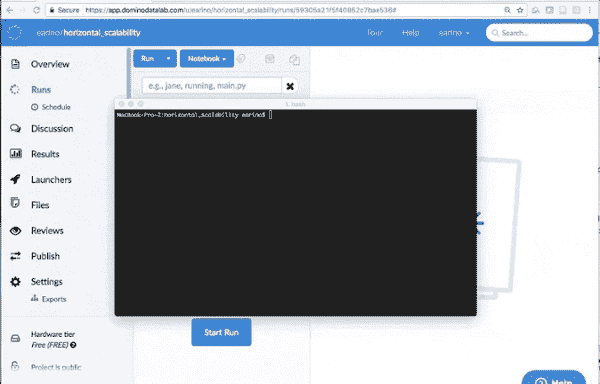 Secure https://app.dominodatalab.com/u/earino/horizontal_scalability/runs/59305a21f5f40852c7bae536#
earino/horizontal_scalability
Tour Help earino Search...
Overview
Runs
Schedule
Discussion
Results
Launchers
Files
Reviews
Publish
Settings
Exports
Hardware tier
Free (FREE)
Project is public
Run Notebook
e.g., jane, running, main.py
1. bash
MacBook-Pro-2:horizontal_scalability earino$
Start Run
Help